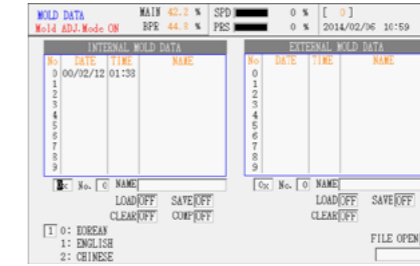 MOLD DATA MAIN 42.2 % SPD 0 % [ 0 ]
Mold ADJ.Mode ON BPR 44.8 % PRS 0 % 2014/02/06 10:59
INTERNAL MOLD DATA EXTERNAL MOLD DATA
No DATE TIME NAME No DATE TIME NAME
0 00/02/12 01:38 0
1 1
2 2
3 3
4 4
5 5
6 6
7 7
8 8
9 9
0x No. 0 NAME 0x No. 0 NAME
LOAD OFF SAVE OFF LOAD OFF SAVE OFF
CLEAR OFF COMP OFF CLEAR OFF
1 0: KOREAN
1: ENGLISH FILE OPEN
2: CHINESE